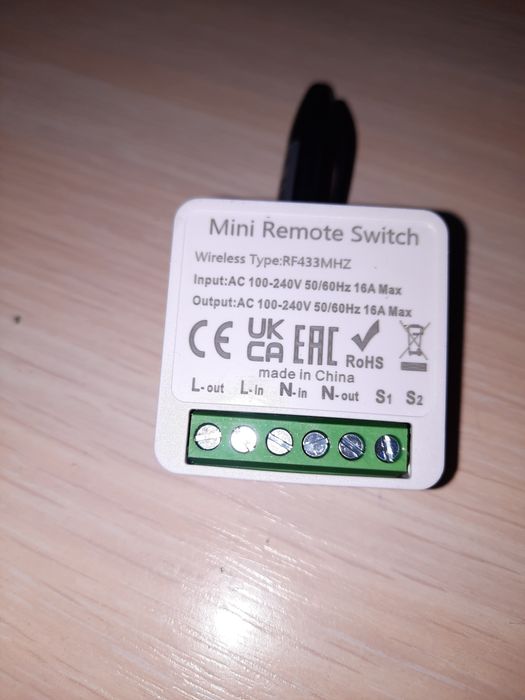 Mini Remote Switch
Wireless Type:RF433MHZ
Input:AC 100-240V 50/60Hz 16A Max
Output:AC 100-240V 50/60Hz 16A Max
CE UK CA EAC RoHS
made in China
L-out L-in N-in N-out S1 S2